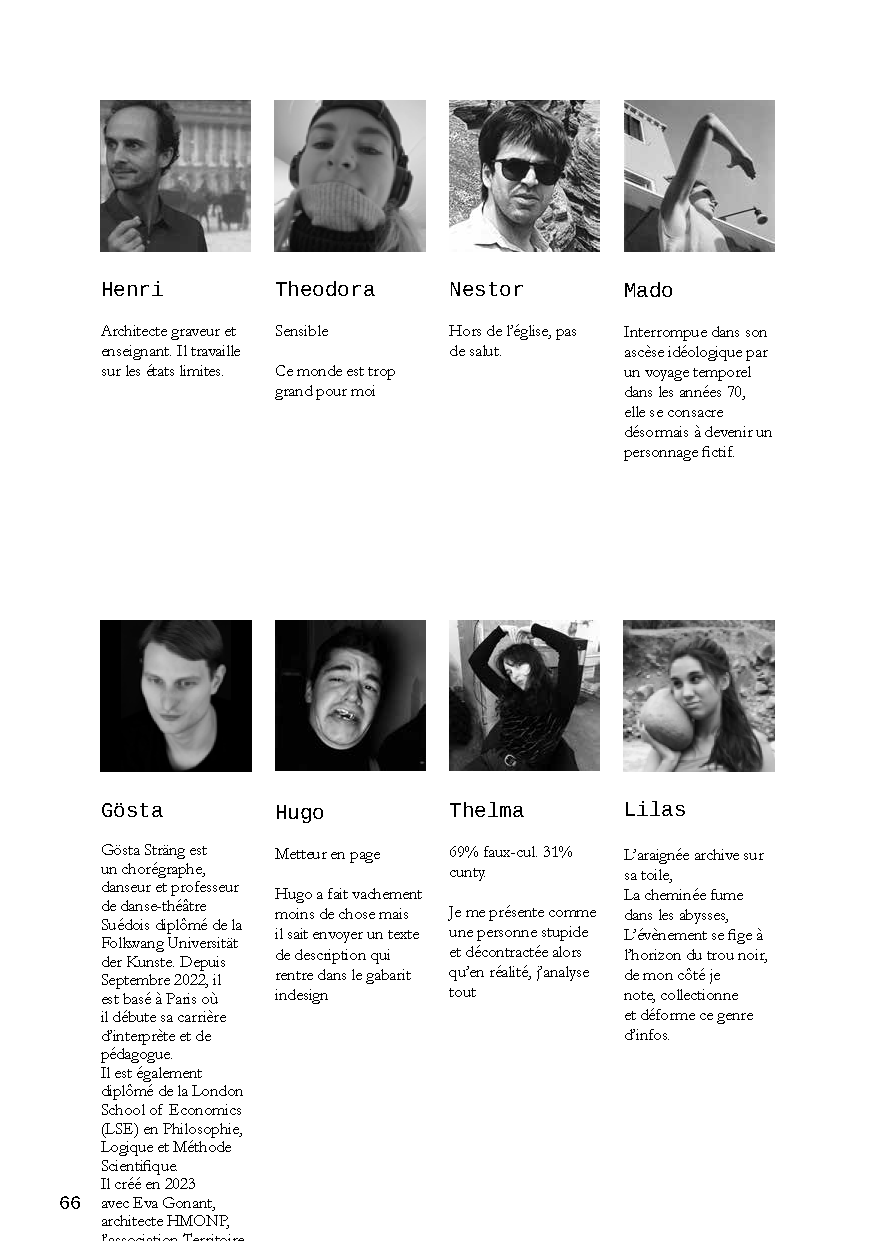 Henri
Architecte graveur et
enseignant. Il travaille
sur les états limites.
Theodora
Sensible
Ce monde est trop
grand pour moi
Nestor
Hors de l'église, pas
de salut.
Mado
Interrompue dans son
ascèse idéologique par
un voyage temporel
dans les années 70,
elle se consacre
désormais à devenir un
personnage fictif.
Gösta
Gösta Sträng est
un chorégraphe,
danseur et professeur
de danse-théâtre
Suédois diplômé de la
Folkwang Universität
der Kunste. Depuis
Septembre 2022, il
est basé à Paris où
il débute sa carrière
d'interprète et de
pédagogue.
Il est également
diplômé de la London
School of Economics
(LSE) en Philosophie,
Logique et Méthode
Scientifique.
Il créé en 2023
avec Eva Gonant,
architecte HMONP,
l'association Territoire
Hugo
Metteur en page
Hugo a fait vachement
moins de chose mais
il sait envoyer un texte
de description qui
rentre dans le gabarit
indesign
Thelma
69% faux-cul. 31%
cunty.
Je me présente comme
une personne stupide
et décontractée alors
qu'en réalité, j'analyse
tout
Lilas
L'araignée archive sur
sa toile,
La cheminée fume
dans les abysses,
L'évènement se fige à
l'horizon du trou noir,
de mon côté je
note, collectionne
et déforme ce genre
d'infos.
66